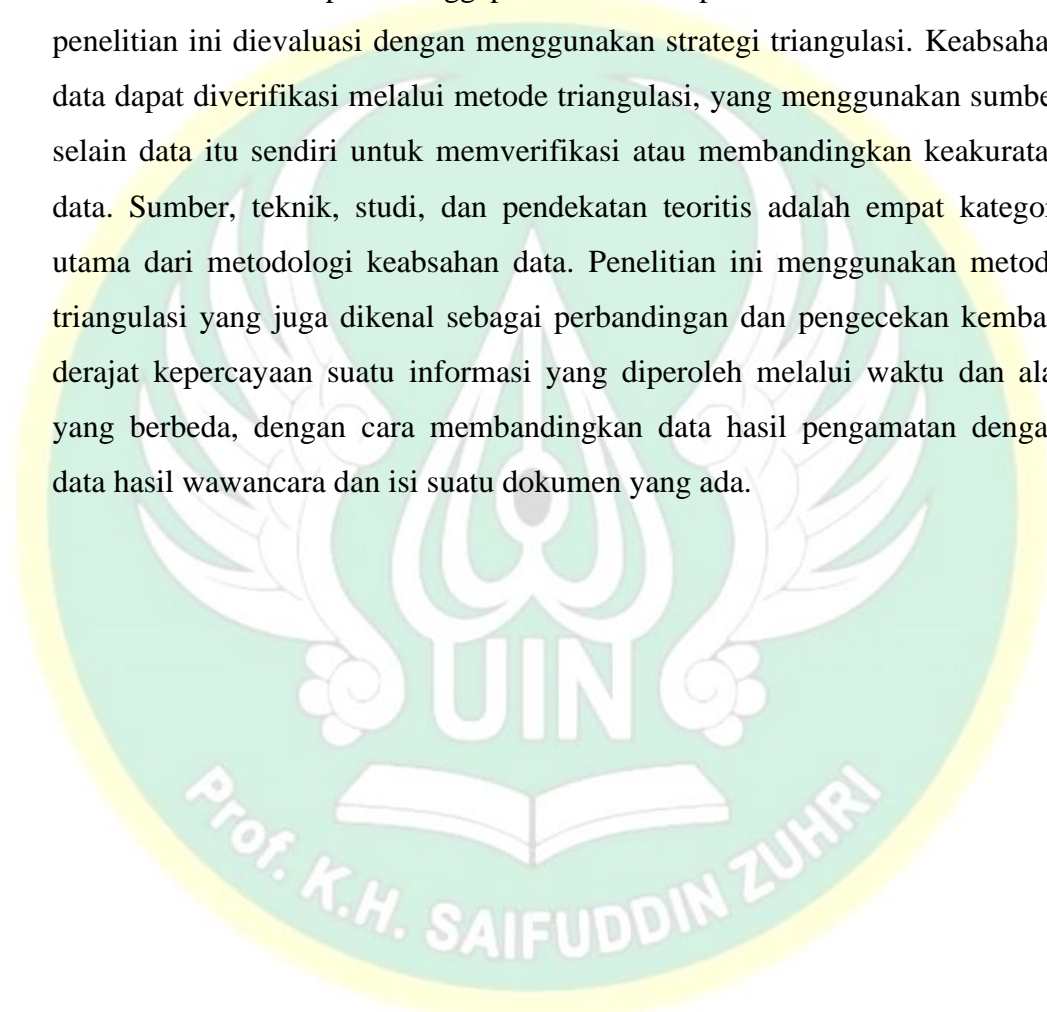 penelitian ini dievaluasi dengan menggunakan strategi triangulasi. Keabsaha
data dapat diverifikasi melalui metode triangulasi, yang menggunakan sumbe
selain data itu sendiri untuk memverifikasi atau membandingkan keakurata
data. Sumber, teknik, studi, dan pendekatan teoritis adalah empat kategor
utama dari metodologi keabsahan data. Penelitian ini menggunakan metod
triangulasi yang juga dikenal sebagai perbandingan dan pengecekan kemba
derajat kepercayaan suatu informasi yang diperoleh melalui waktu dan ala
yang berbeda, dengan cara membandingkan data hasil pengamatan denga
data hasil wawancara dan isi suatu dokumen yang ada.
UIN
Prof. K.H. SAIFUDDIN ZUHRI